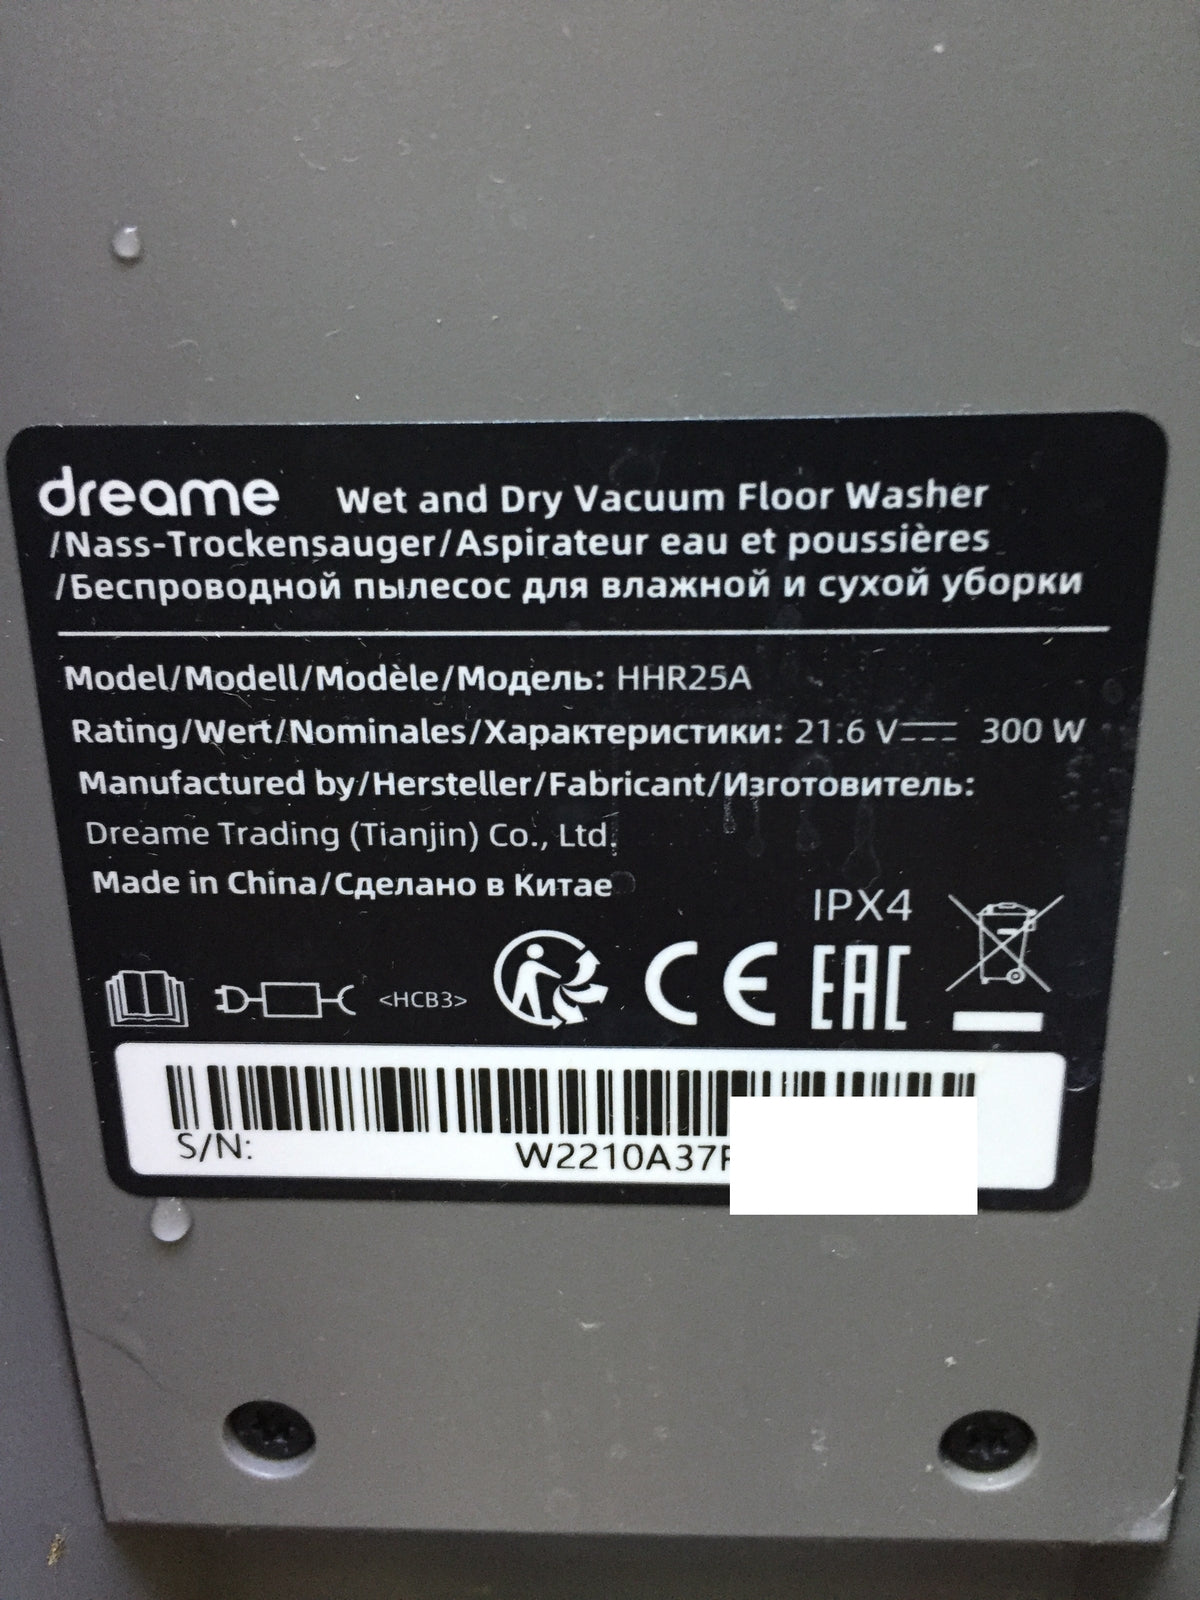 dreame Wet and Dry Vacuum Floor Washer
/Nass-Trockensauger/Aspirateur eau et poussières
/Беспроводной пылесос для влажной и сухой уборки
Model/Modell/Modèle/Модель: HHR25A
Rating/Wert/Nominales/Характеристики: 21.6 V⎓ 300 W
Manufactured by/Hersteller/Fabricant/Изготовитель:
Dreame Trading (Tianjin) Co., Ltd.
Made in China/Сделано в Китае
IPX4
<HCB3> CE EAC
S/N: W2210A37